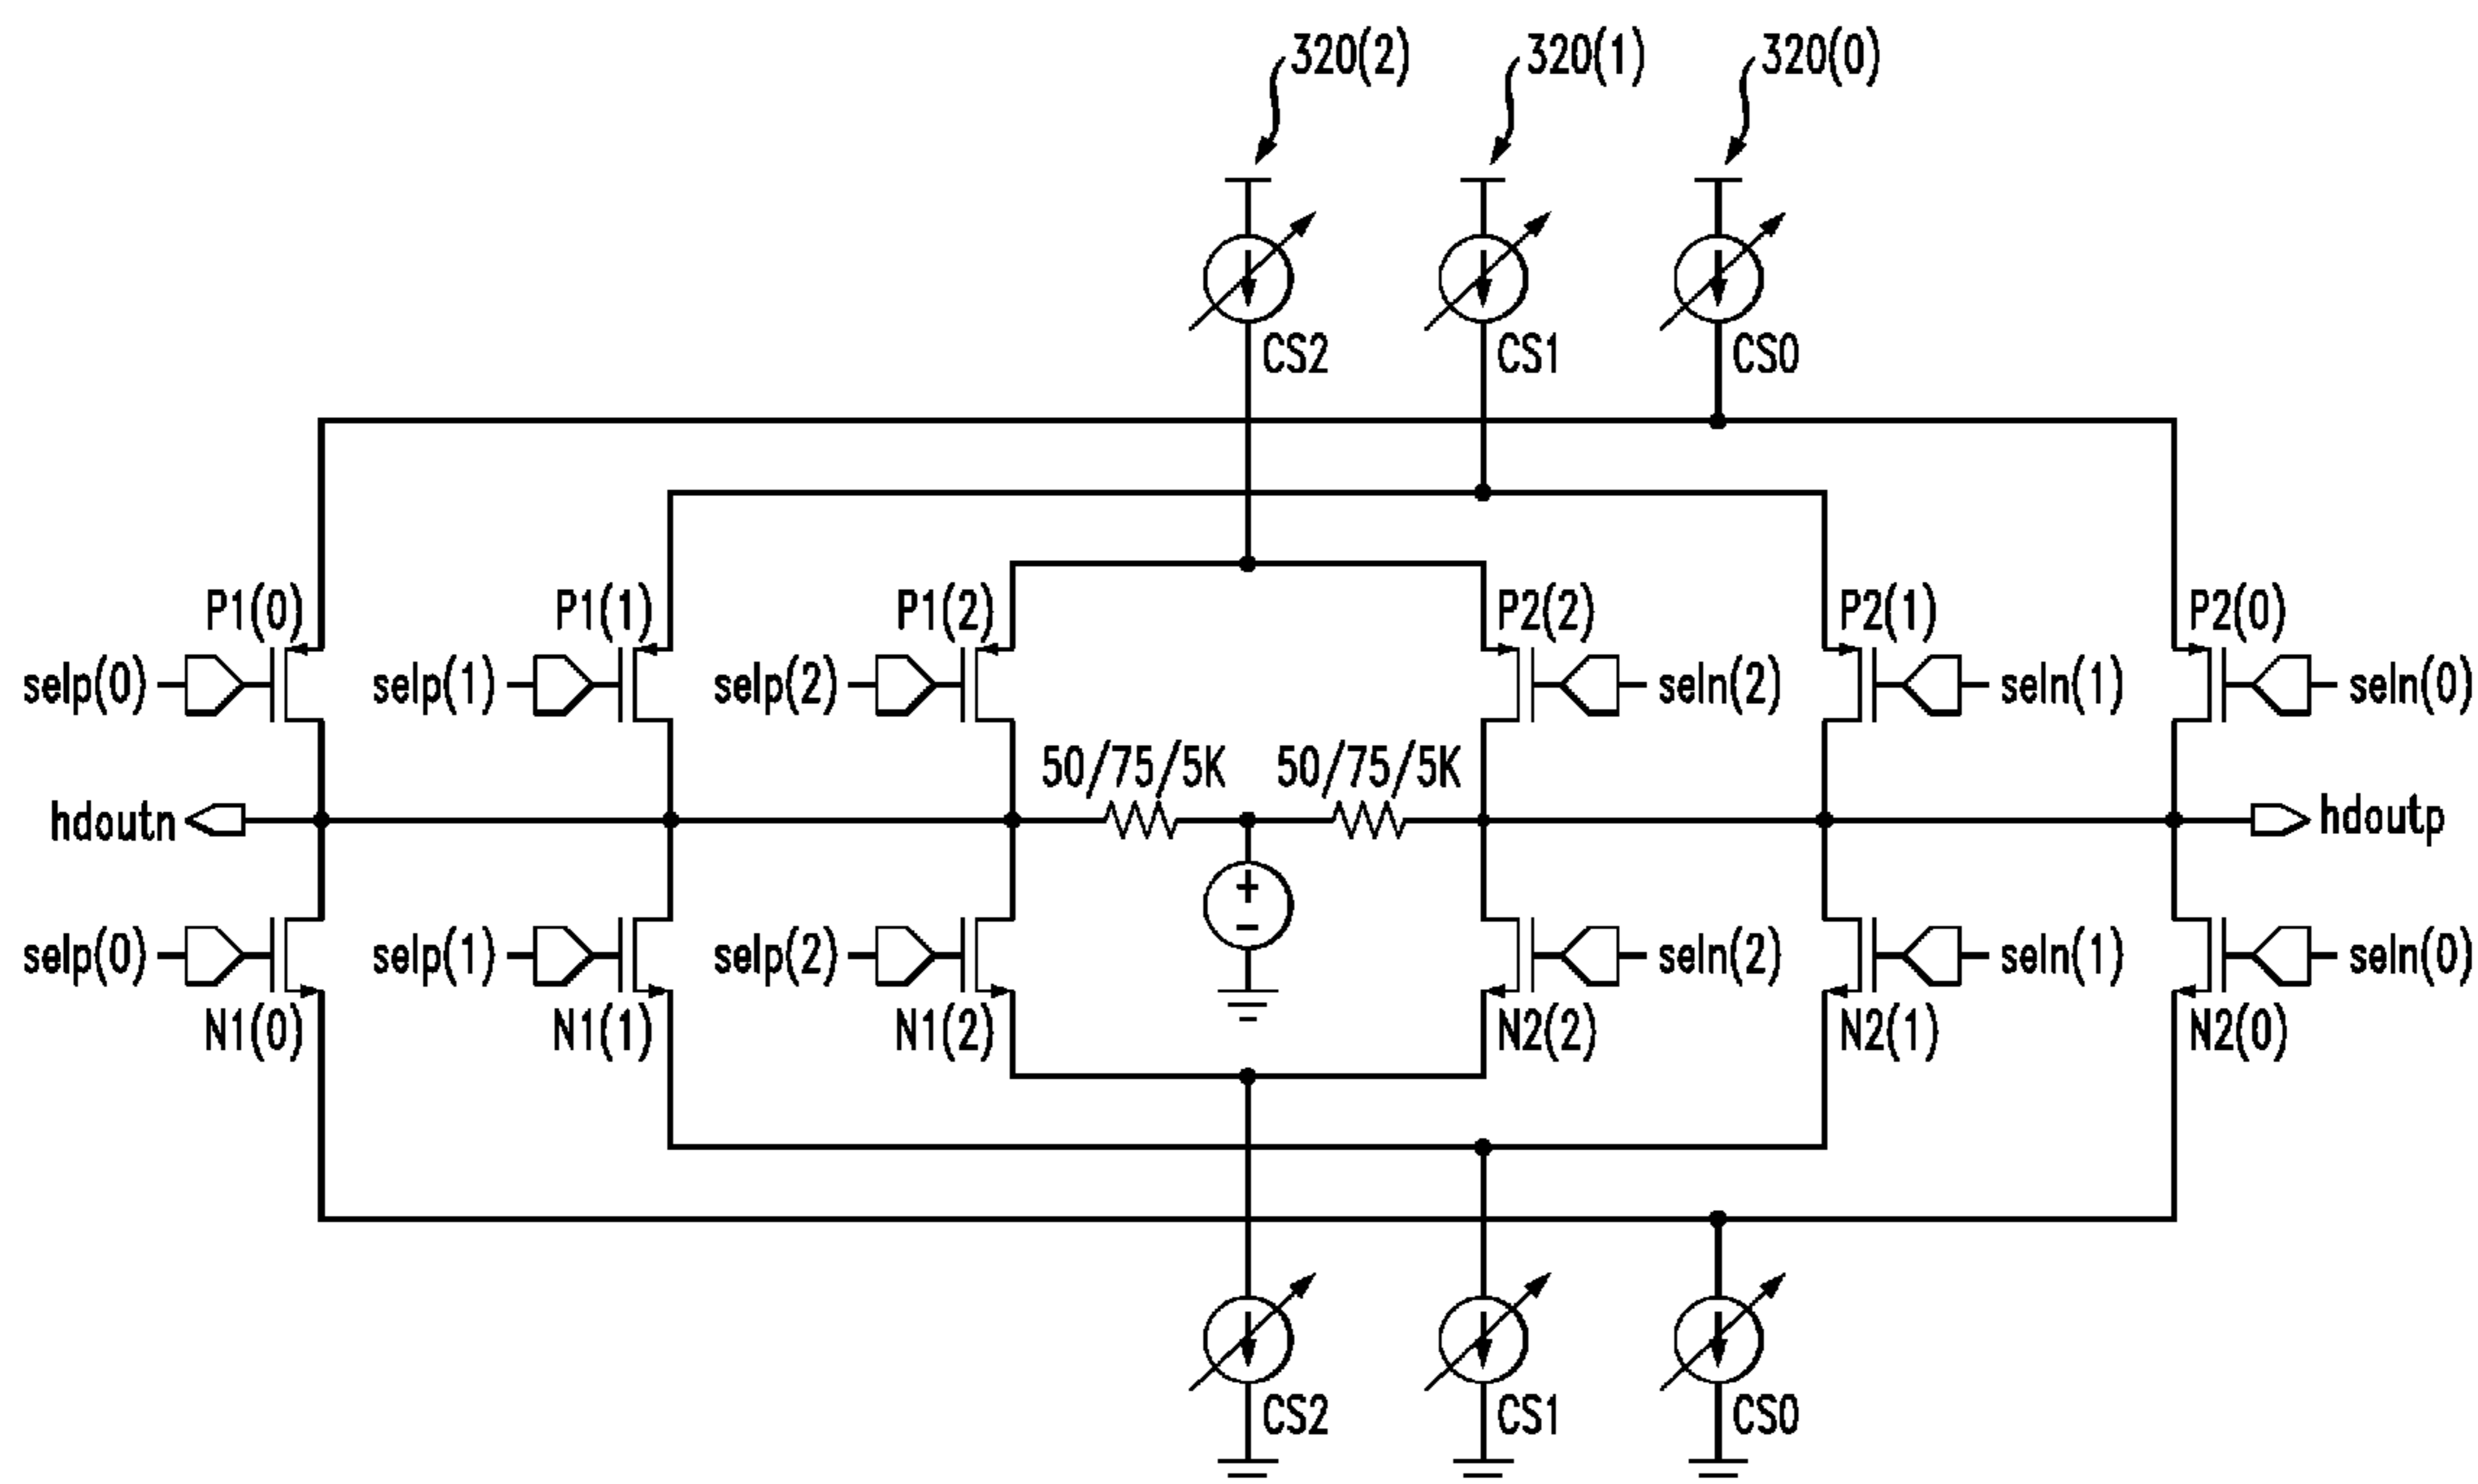 320(2) 320(1) 320(0)
CS2 CS1 CS0
P1(0) P1(1) P1(2) P2(2) P2(1) P2(0)
selp(0) selp(1) selp(2) seln(2) seln(1) seln(0)
50/75/5K 50/75/5K
hdoutn hdoutp
+
-
selp(0) selp(1) selp(2) seln(2) seln(1) seln(0)
N1(0) N1(1) N1(2) N2(2) N2(1) N2(0)
CS2 CS1 CS0